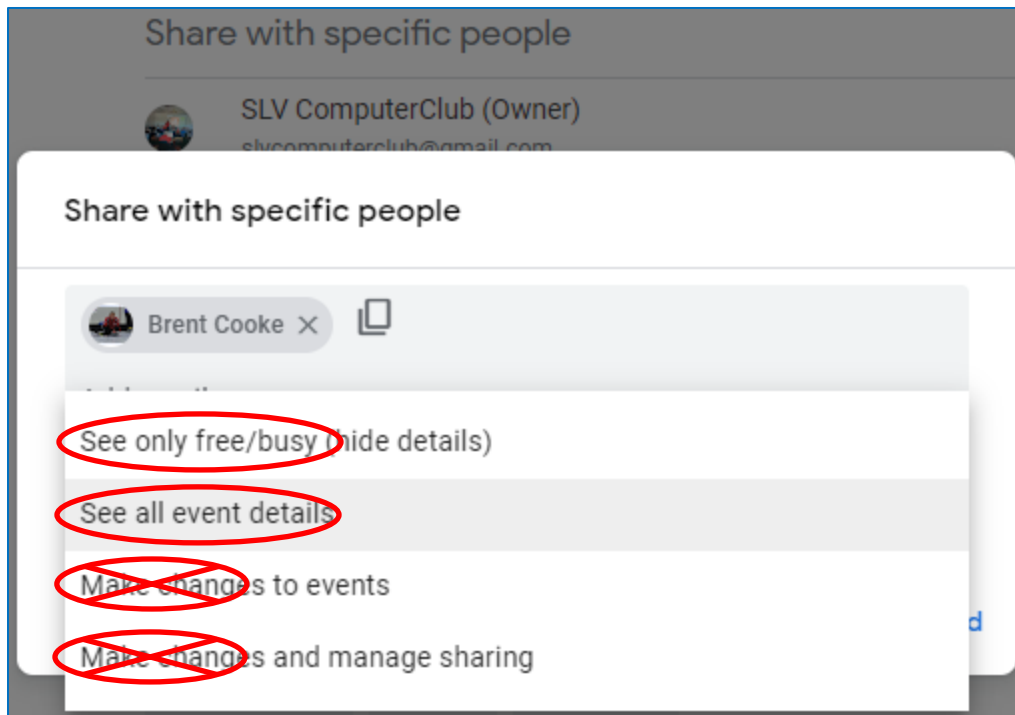 Share with specific people
SLV ComputerClub (Owner)
slvcomputerclub@gmail.com
Share with specific people
Brent Cooke
See only free/busy (hide details)
See all event details
Make changes to events
Make changes and manage sharing